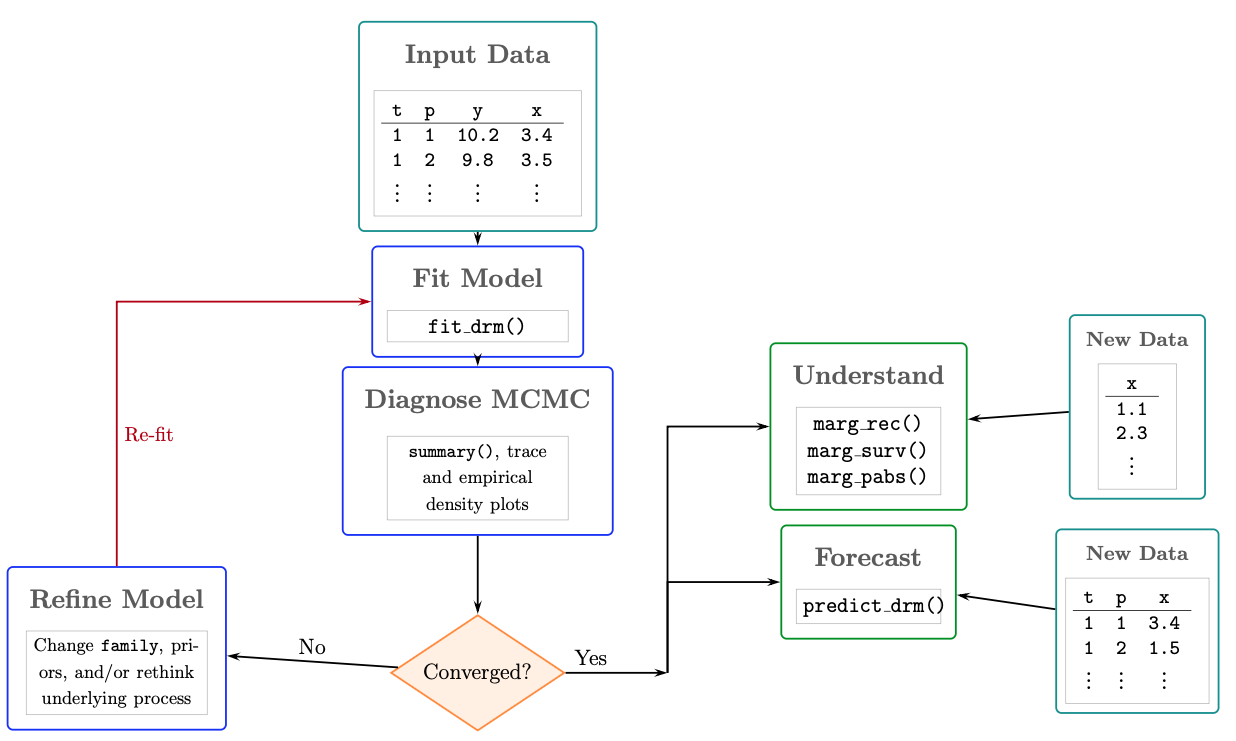 Input Data
t p y x
1 1 10.2 3.4
1 2 9.8 3.5
⋮ ⋮ ⋮ ⋮
Fit Model
fit_drm()
Re-fit
Diagnose MCMC
summary(), trace
and empirical
density plots
Refine Model
Change family, pri-
ors, and/or rethink
underlying process
No
Converged?
Yes
Understand
marg_rec()
marg_surv()
marg_pabs()
New Data
x
1.1
2.3
⋮
Forecast
predict_drm()
New Data
t p x
1 1 3.4
1 2 1.5
⋮ ⋮ ⋮